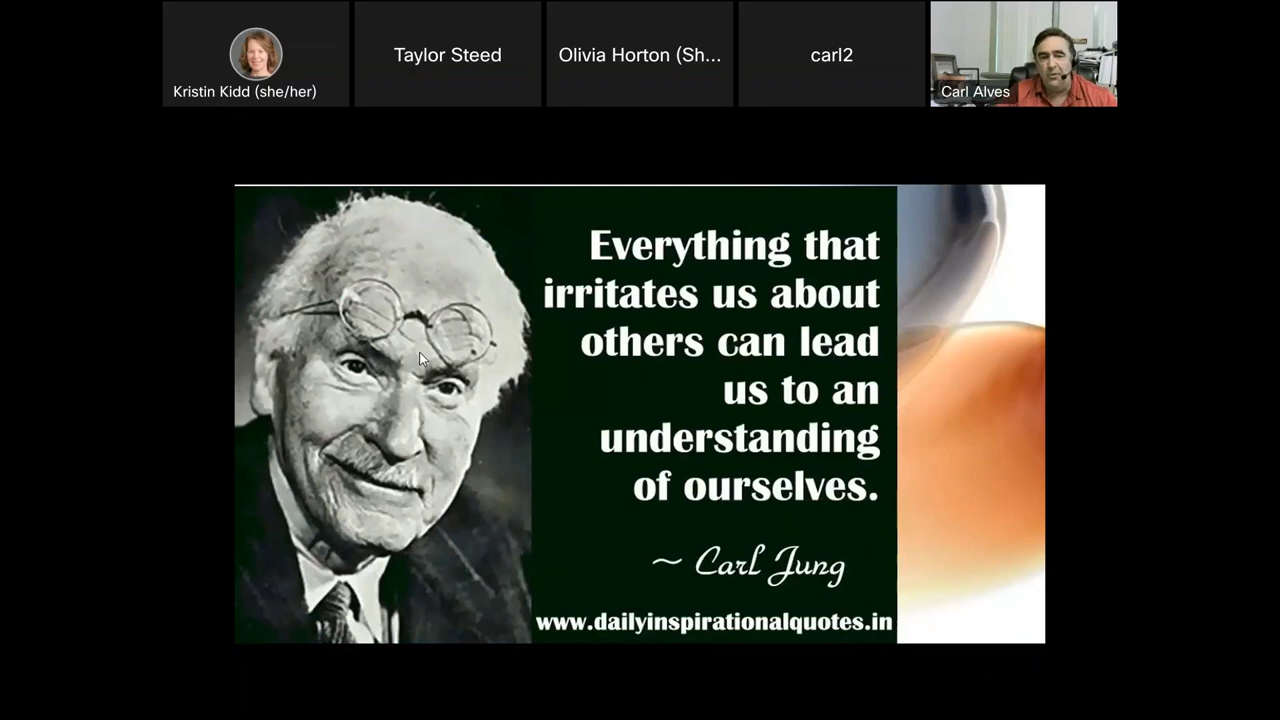 Kristin Kidd (she/her)
Taylor Steed
Olivia Horton (Sh...
carl2
Carl Alves
Everything that
irritates us about
others can lead
us to an
understanding
of ourselves.
~ Carl Jung
www.dailyinspirationalquotes.in